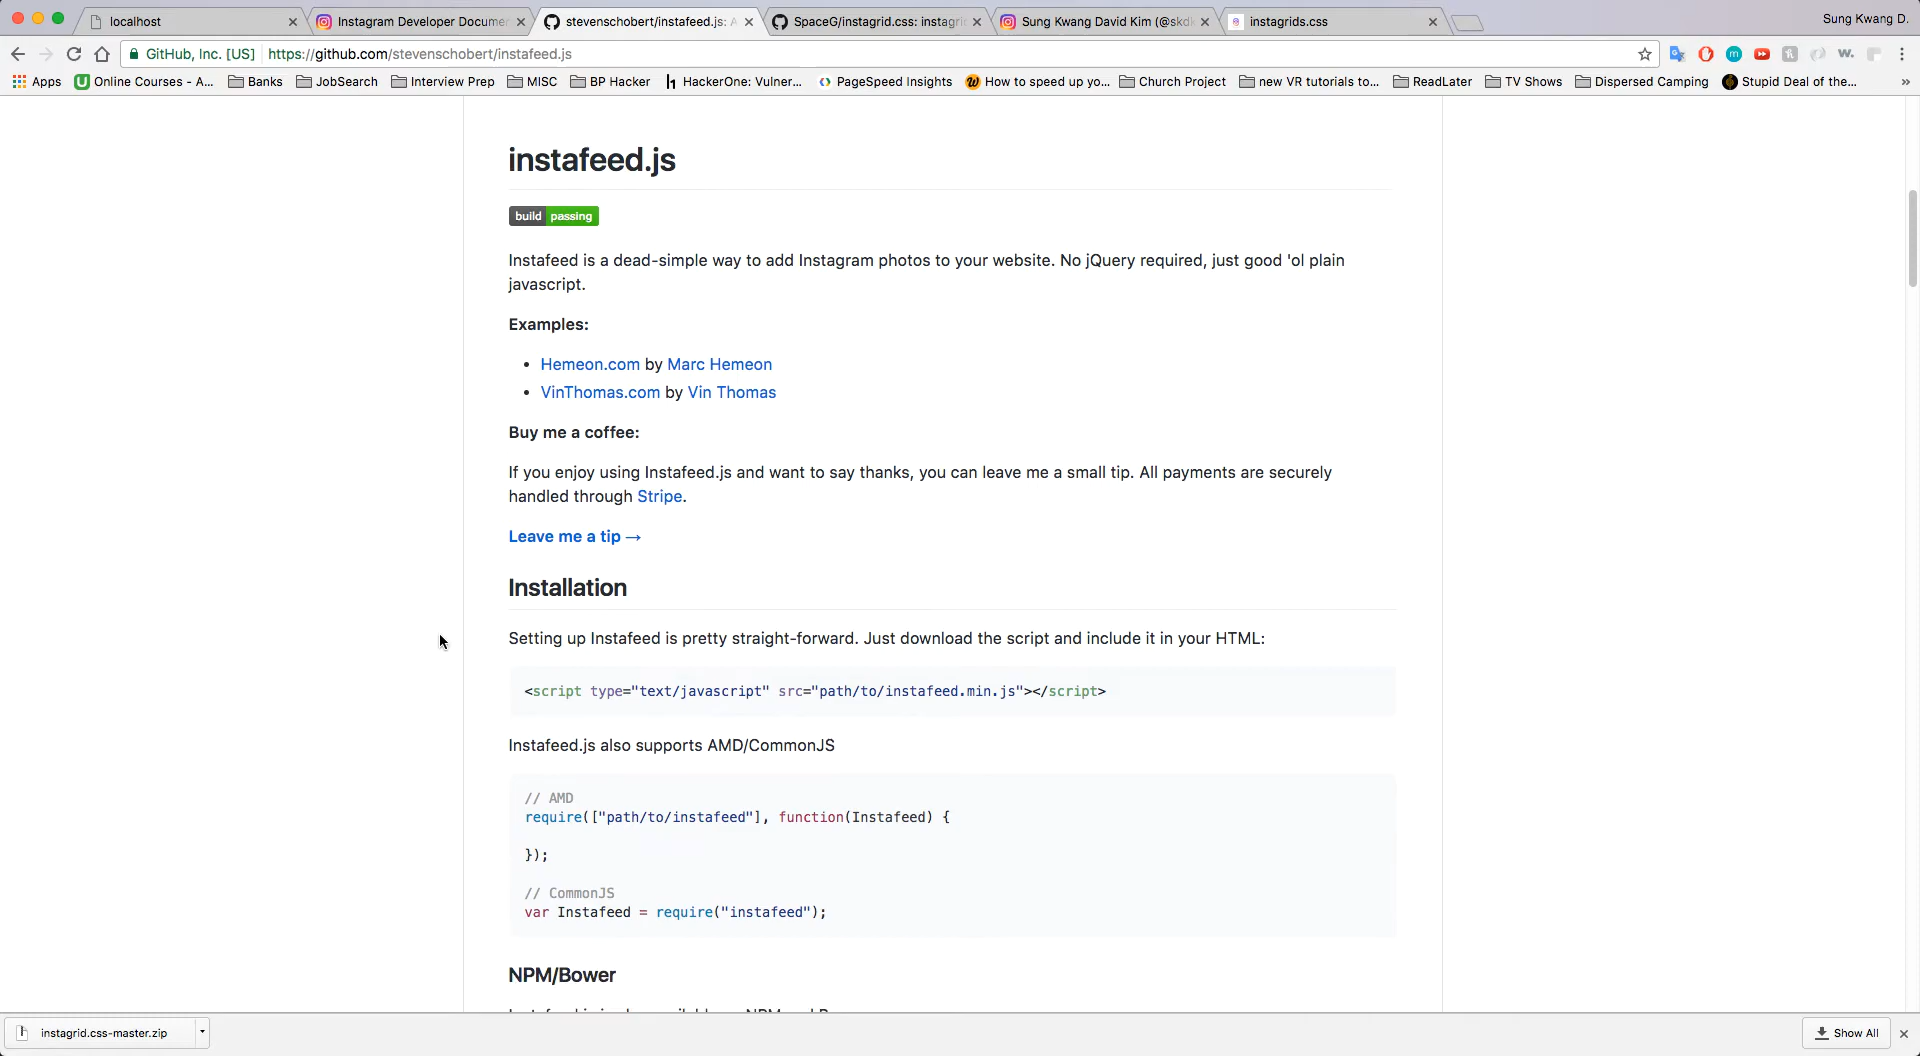 localhost
Instagram Developer Documen
stevenschobert/instafeed.js: A
SpaceG/instagrid.css: instagri
Sung Kwang David Kim (@skdk
instagrids.css
Sung Kwang D.
GitHub, Inc. [US]
https://github.com/stevenschobert/instafeed.js
Apps
Online Courses - A...
Banks
JobSearch
Interview Prep
MISC
BP Hacker
HackerOne: Vulner...
PageSpeed Insights
How to speed up yo...
Church Project
new VR tutorials to...
ReadLater
TV Shows
Dispersed Camping
Stupid Deal of the...
»
instafeed.js
build passing
Instafeed is a dead-simple way to add Instagram photos to your website. No jQuery required, just good 'ol plain
javascript.
Examples:
• Hemeon.com by Marc Hemeon
• VinThomas.com by Vin Thomas
Buy me a coffee:
If you enjoy using Instafeed.js and want to say thanks, you can leave me a small tip. All payments are securely
handled through Stripe.
Leave me a tip →
Installation
Setting up Instafeed is pretty straight-forward. Just download the script and include it in your HTML:
<script type="text/javascript" src="path/to/instafeed.min.js"></script>
Instafeed.js also supports AMD/CommonJS
// AMD
require(["path/to/instafeed"], function(Instafeed) {
});
// CommonJS
var Instafeed = require("instafeed");
NPM/Bower
instagrid.css-master.zip
Show All